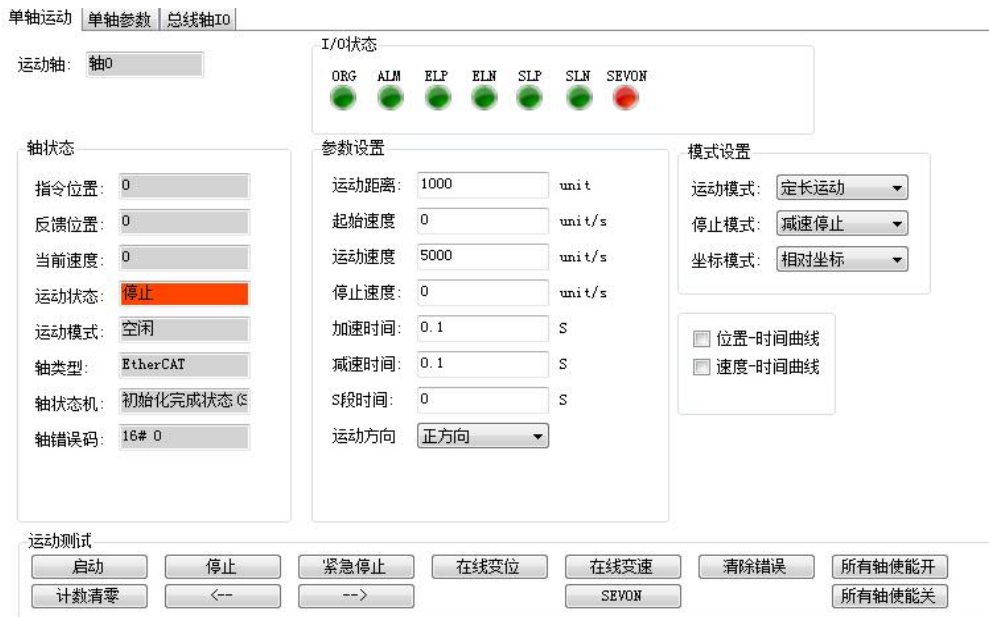 单轴运动 单轴参数 总线轴IO
运动轴: 轴0
I/O状态
ORG ALM ELP ELN SLP SLN SEVON
轴状态
指令位置: 0
反馈位置: 0
当前速度: 0
运动状态: 停止
运动模式: 空闲
轴类型: EtherCAT
轴状态机: 初始化完成状态(S
轴错误码: 16# 0
参数设置
运动距离: 1000 unit
起始速度 0 unit/s
运动速度 5000 unit/s
停止速度: 0 unit/s
加速时间: 0.1 S
减速时间: 0.1 S
S段时间: 0 S
运动方向 正方向
模式设置
运动模式: 定长运动
停止模式: 减速停止
坐标模式: 相对坐标
位置-时间曲线
速度-时间曲线
运动测试
启动 停止 紧急停止 在线变位 在线变速 清除错误 所有轴使能开
计数清零 <-- --> SEVON 所有轴使能关